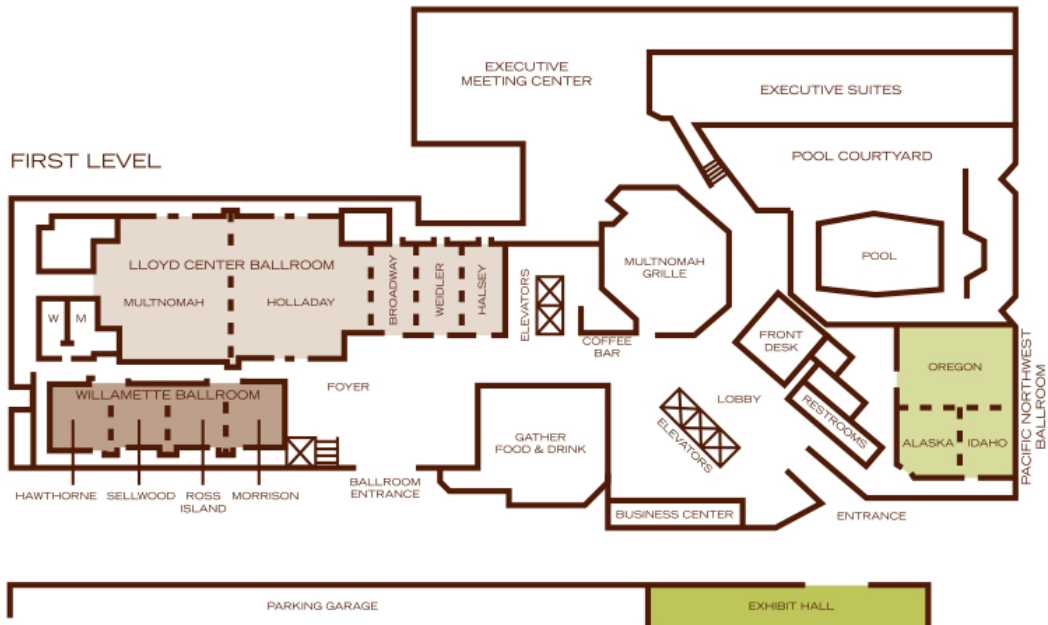 EXECUTIVE
MEETING CENTER
EXECUTIVE SUITES
FIRST LEVEL
POOL COURTYARD
LLOYD CENTER BALLROOM
MULTNOMAH
HOLLADAY
BROADWAY
WEIDLER
HALSEY
ELEVATORS
MULTNOMAH
GRILLE
POOL
W
M
COFFEE
BAR
FRONT
DESK
OREGON
PACIFIC NORTHWEST
BALLROOM
FOYER
WILLAMETTE BALLROOM
LOBBY
RESTROOMS
ELEVATORS
GATHER
FOOD & DRINK
ALASKA
IDAHO
HAWTHORNE
SELLWOOD
ROSS
ISLAND
MORRISON
BALLROOM
ENTRANCE
BUSINESS CENTER
ENTRANCE
PARKING GARAGE
EXHIBIT HALL